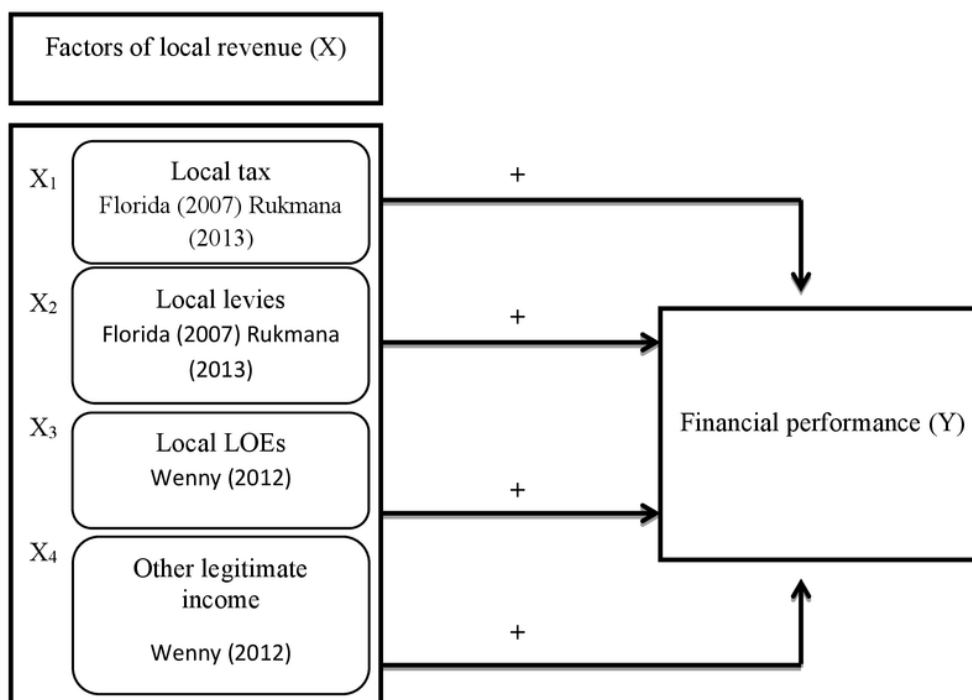 Factors of local revenue (X)
X₁
Local tax
Florida (2007) Rukmana
(2013)
+
X₂
Local levies
Florida (2007) Rukmana
(2013)
+
X₃
Local LOEs
Wenny (2012)
+
X₄
Other legitimate
income
Wenny (2012)
+
Financial performance (Y)